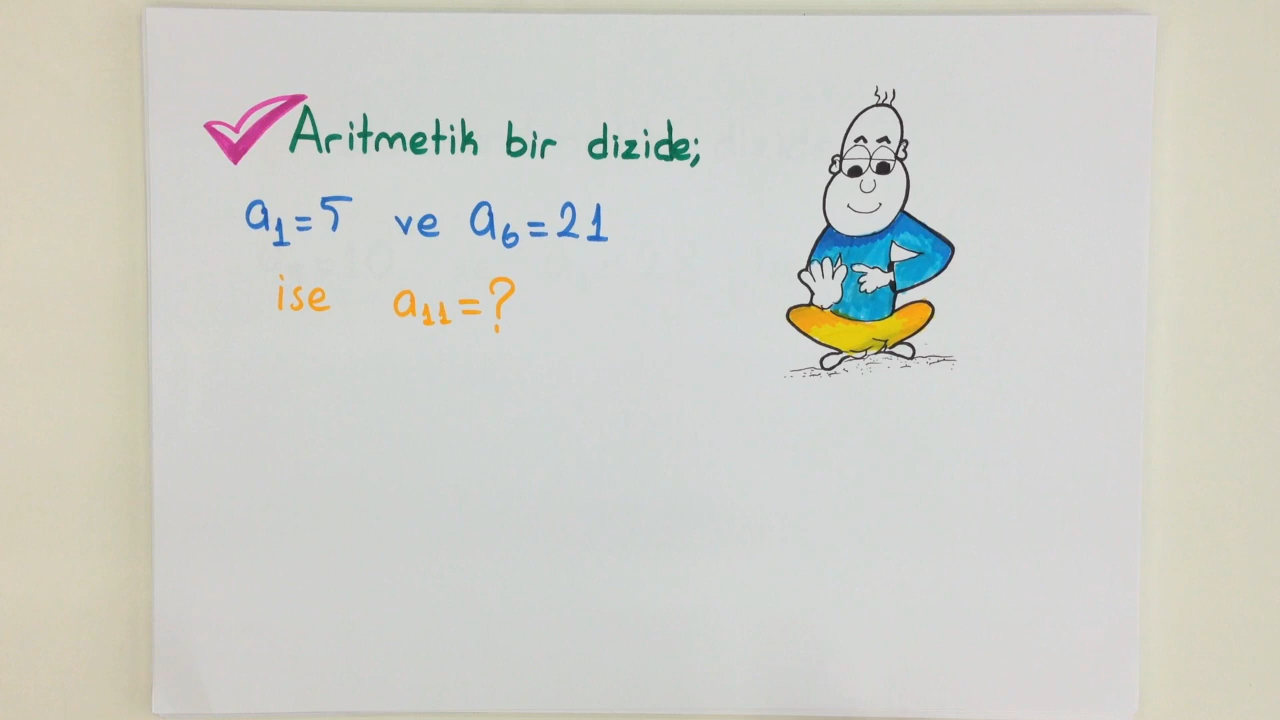 Aritmetik bir dizide;
a₁=5 ve a₆=21
ise a₁₁=?